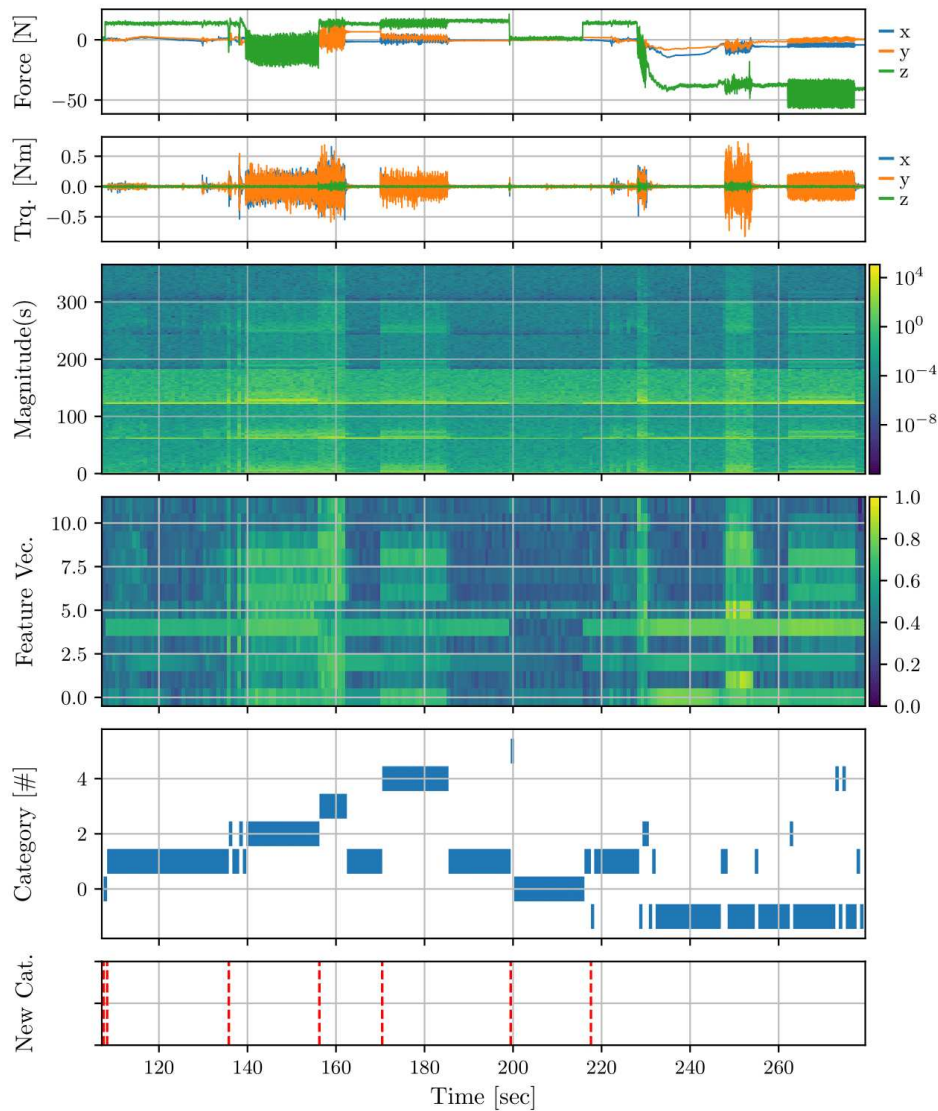 Force [N]
0
−50
x
y
z
Trq. [Nm]
0.5
0.0
−0.5
x
y
z
Magnitude(s)
300
200
100
0
10^4
10^0
10^−4
10^−8
Feature Vec.
10.0
7.5
5.0
2.5
0.0
1.0
0.8
0.6
0.4
0.2
0.0
Category [#]
4
2
0
New Cat.
120 140 160 180 200 220 240 260
Time [sec]